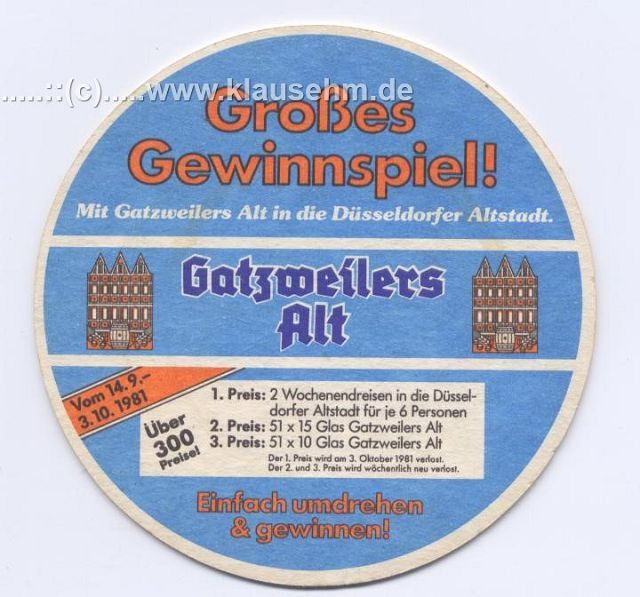 .....::(c).....www.klausehm.de
Großes
Gewinnspiel!
Mit Gatzweilers Alt in die Düsseldorfer Altstadt.
Gatzweilers
Alt
Vom 14.9.–
3.10. 1981
Über
300
Preise!
1. Preis: 2 Wochenendreisen in die Düssel-
dorfer Altstadt für je 6 Personen
2. Preis: 51 x 15 Glas Gatzweilers Alt
3. Preis: 51 x 10 Glas Gatzweilers Alt
Der 1. Preis wird am 3. Oktober 1981 verlost.
Der 2. und 3. Preis wird wöchentlich neu verlost.
Einfach umdrehen
& gewinnen!